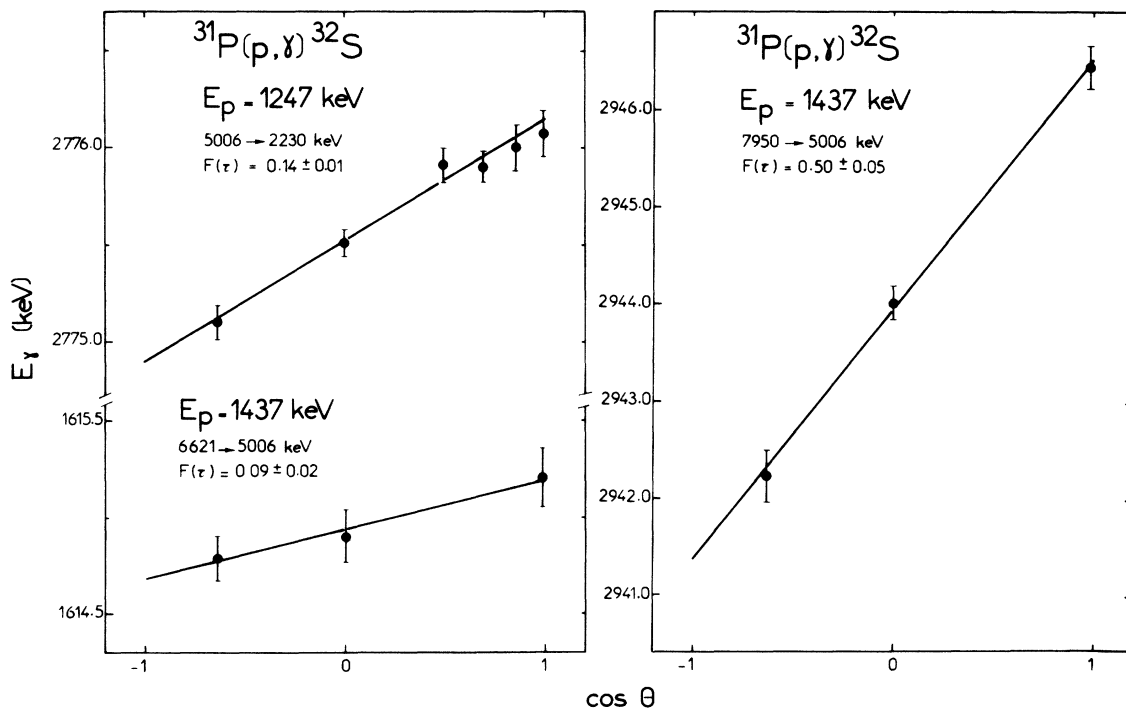 ³¹P(p,γ)³²S
Eₚ = 1247 keV
5006 → 2230 keV
F(τ) = 0.14 ± 0.01
2776.0
2775.0
Eᵧ (keV)
Eₚ = 1437 keV
6621 → 5006 keV
F(τ) = 0.09 ± 0.02
1615.5
1614.5
-1
0
1
³¹P(p,γ)³²S
Eₚ = 1437 keV
7950 → 5006 keV
F(τ) = 0.50 ± 0.05
2946.0
2945.0
2944.0
2943.0
2942.0
2941.0
-1
0
1
cos θ